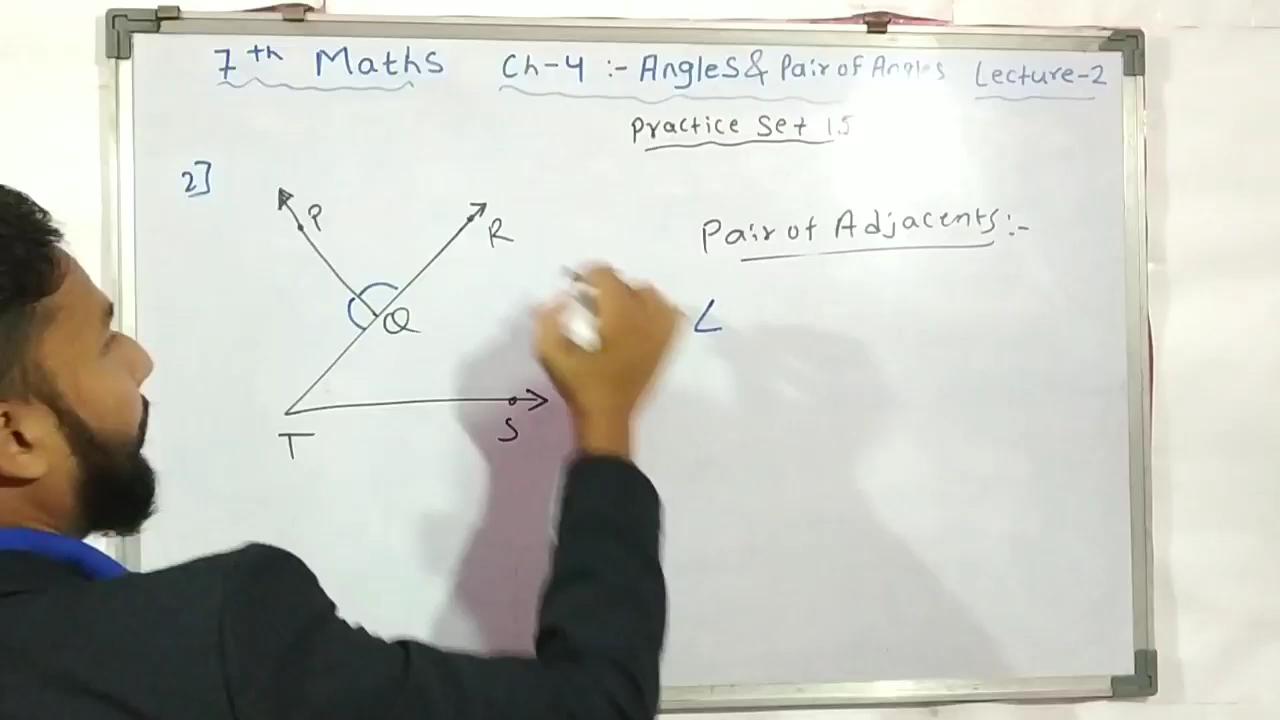 7th Maths Ch-4 :- Angles & Pair of Angles Lecture-2
Practice Set 15
2]
P
R
Pair of Adjacents :-
Q
∠
T
S